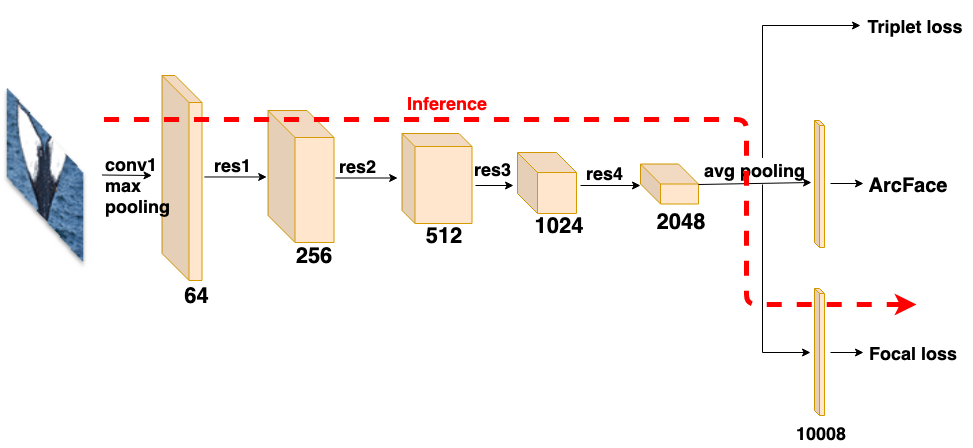 Triplet loss
Inference
conv1
max
pooling
res1
res2
res3
res4
avg pooling
ArcFace
64
256
512
1024
2048
Focal loss
10008